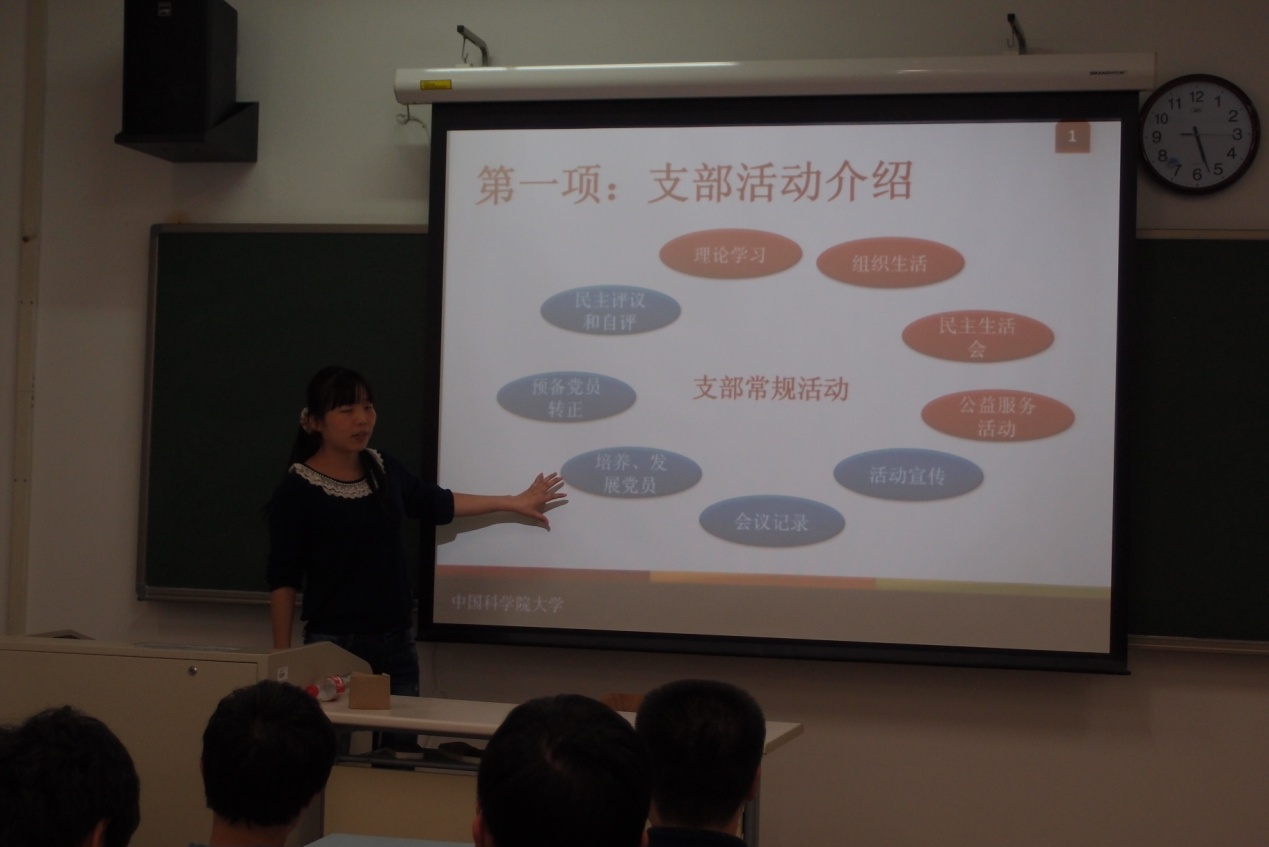 1
第一项：支部活动介绍
理论学习
组织生活
民主评议
和自评
民主生活
会
预备党员
转正
支部常规活动
公益服务
活动
培养、发
展党员
活动宣传
会议记录
中国科学院大学
12
1
2
3
4
5
6
7
8
9
10
11